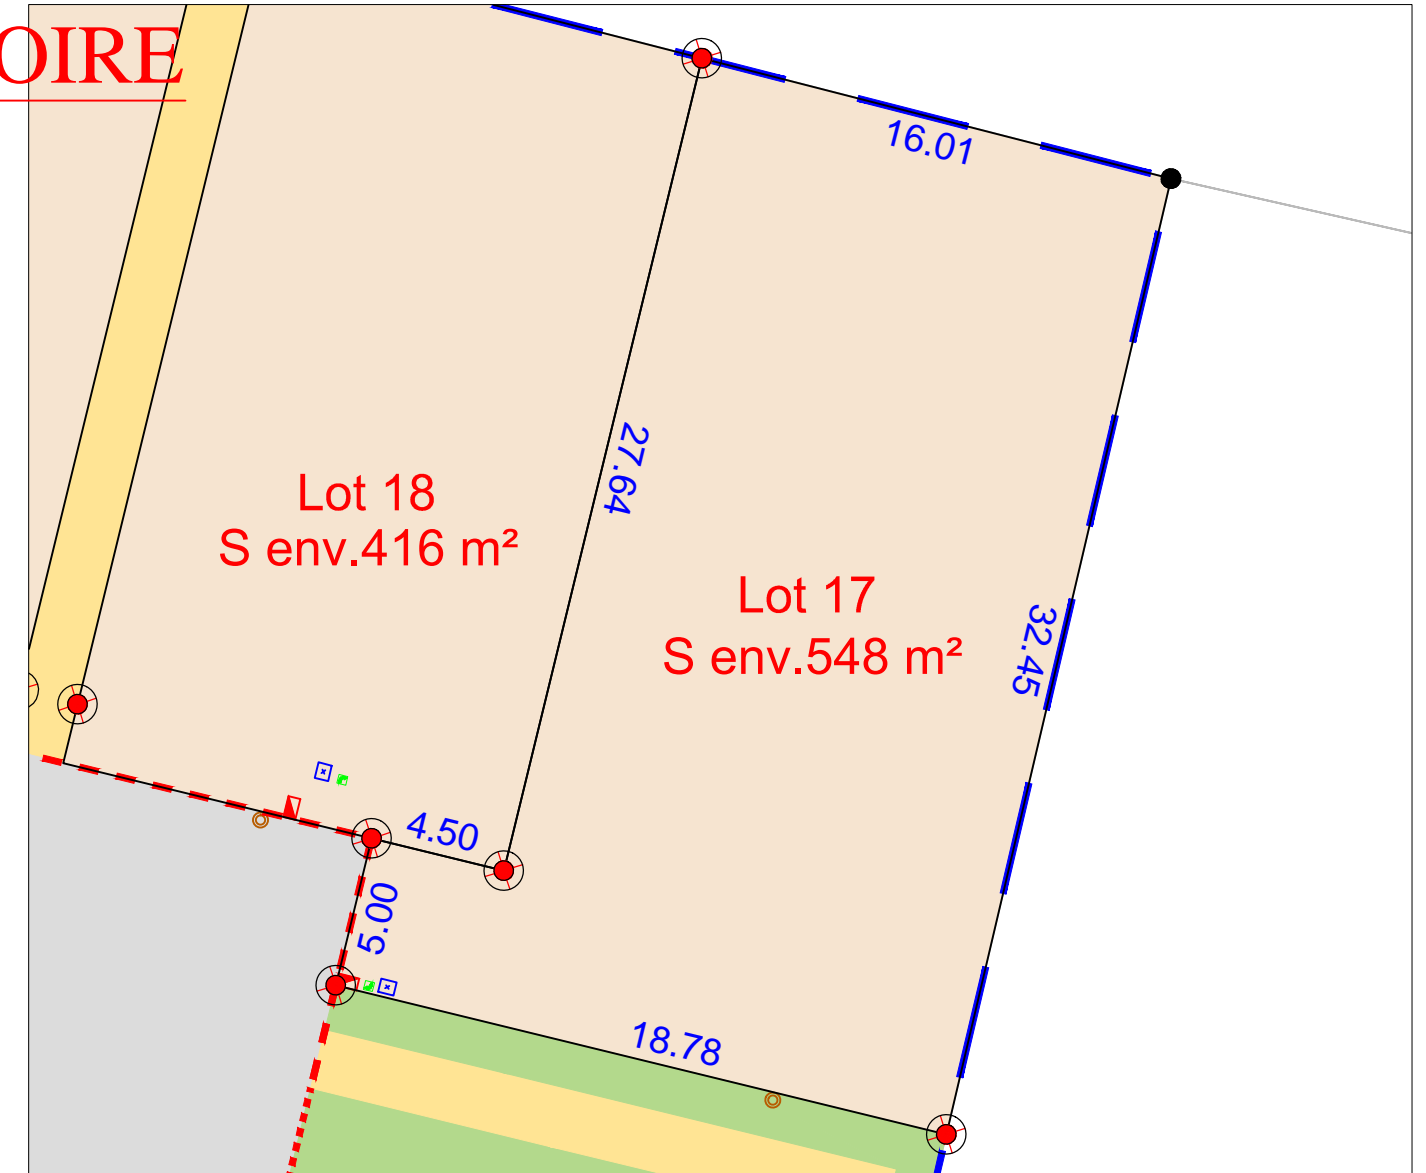 OIRE
16.01
27.64
Lot 18
S env.416 m²
Lot 17
S env.548 m²
32.45
4.50
5.00
18.78